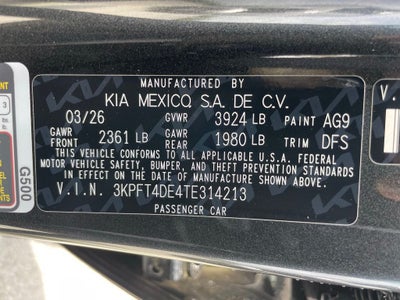 MANUFACTURED BY
KIA MEXICO, S.A. DE C.V.
03/26 GVWR 3924 LB PAINT AG9
GAWR FRONT 2361 LB GAWR REAR 1980 LB TRIM DFS
THIS VEHICLE CONFORMS TO ALL APPLICABLE U.S.A. FEDERAL
MOTOR VEHICLE SAFETY, BUMPER, AND THEFT PREVENTION STANDARDS
IN EFFECT ON THE DATE OF MANUFACTURE SHOWN ABOVE.
V.I.N. 3KPFT4DE4TE314213
PASSENGER CAR
G500
3
V.